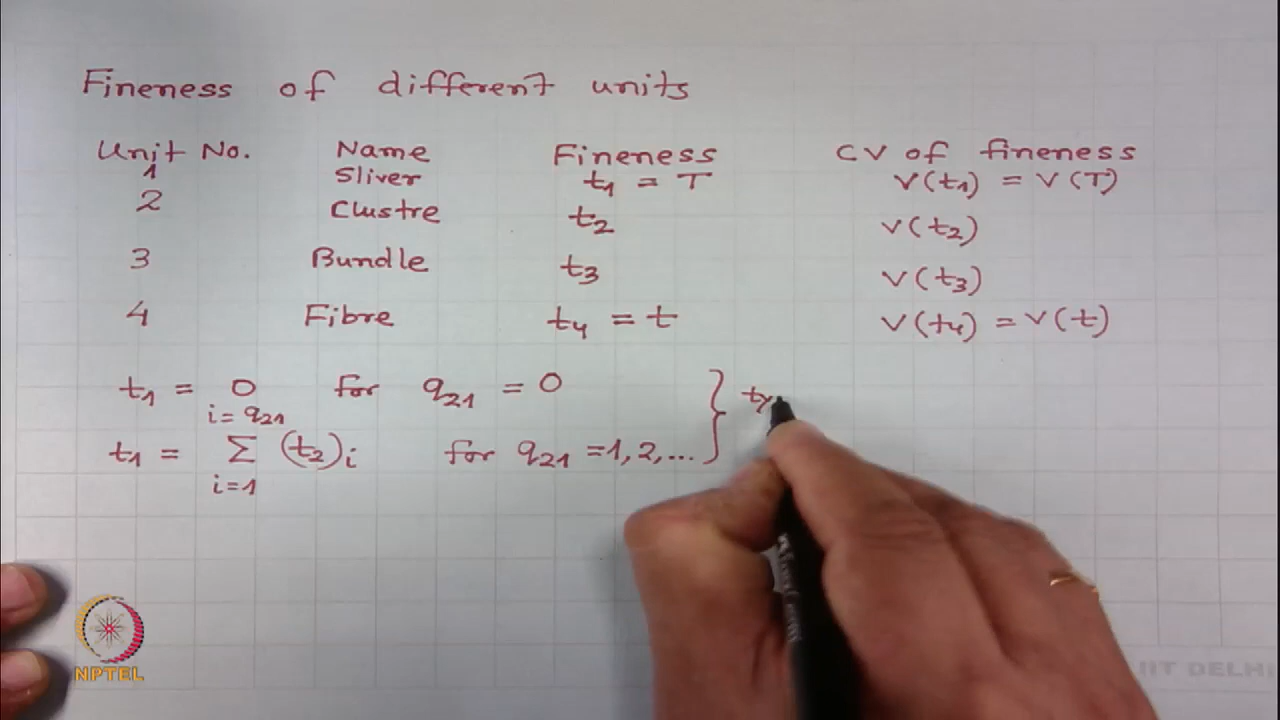 Fineness of different units
Unit No. Name Fineness CV of fineness
1 Sliver t₁ = T V(t₁) = V(T)
2 Clustre t₂ V(t₂)
3 Bundle t₃ V(t₃)
4 Fibre t₄ = t V(t₄) = V(t)
t₁ = 0 for q₂₁ = 0
i = q₂₁
t₁ = Σ (t₂)ᵢ for q₂₁ = 1, 2, ... }
i=1
NPTEL
IIT DELHI